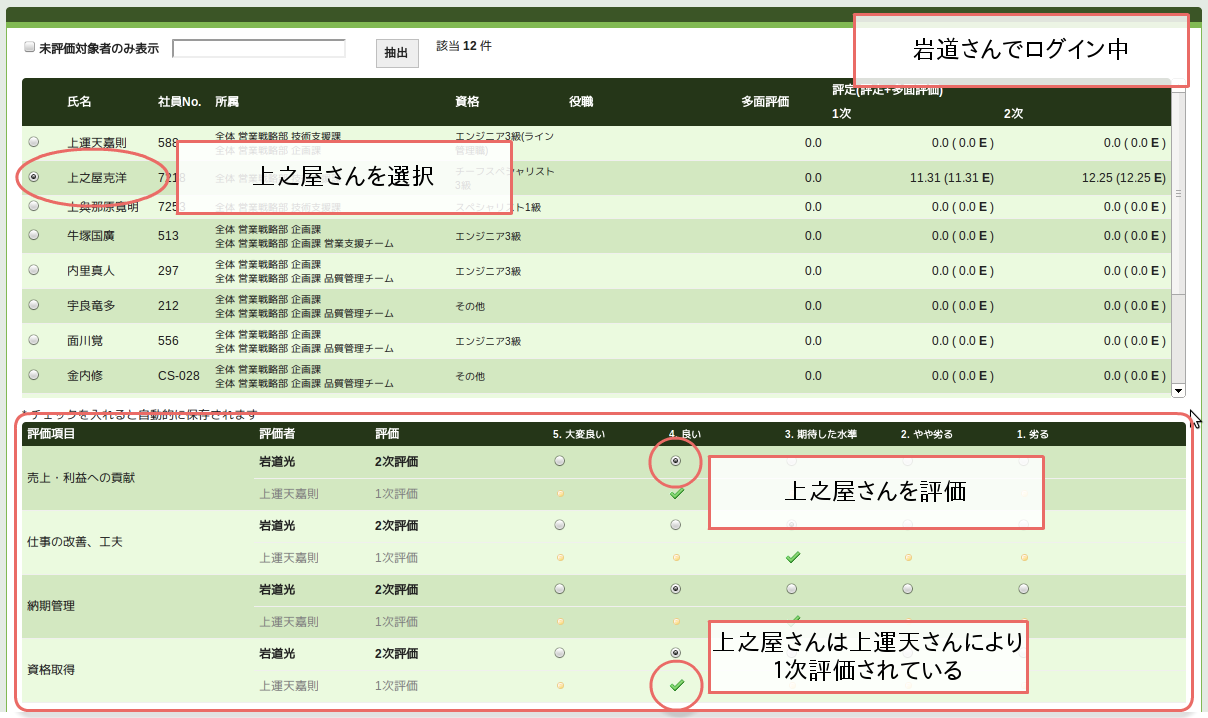 岩道さんでログイン中
未評価対象者のみ表示 抽出 該当 12 件
評定(評定+多面評価)
氏名 社員No. 所属 資格 役職 多面評価 1次 2次
上運天嘉則 588 全体 営業戦略部 技術支援課 エンジニア3級(ライン 0.0 0.0 ( 0.0 E ) 0.0 ( 0.0 E )
全体 営業戦略部 企画課 管理職)
上之屋さんを選択
上之屋克洋 チーフスペシャリスト 0.0 11.31 (11.31 E) 12.25 (12.25 E)
3級
上與那原寛明 7253 全体 営業戦略部 技術支援課 スペシャリスト1級 0.0 0.0 ( 0.0 E ) 0.0 ( 0.0 E )
牛塚国廣 513 全体 営業戦略部 企画課 エンジニア3級 0.0 0.0 ( 0.0 E ) 0.0 ( 0.0 E )
全体 営業戦略部 企画課 営業支援チーム
内里真人 297 全体 営業戦略部 企画課 エンジニア3級 0.0 0.0 ( 0.0 E ) 0.0 ( 0.0 E )
全体 営業戦略部 企画課 品質管理チーム
宇良竜多 212 全体 営業戦略部 企画課 その他 0.0 0.0 ( 0.0 E ) 0.0 ( 0.0 E )
全体 営業戦略部 企画課 品質管理チーム
面川覚 556 全体 営業戦略部 企画課 エンジニア3級 0.0 0.0 ( 0.0 E ) 0.0 ( 0.0 E )
全体 営業戦略部 企画課 品質管理チーム
金内修 CS-028 全体 営業戦略部 企画課 その他 0.0 0.0 ( 0.0 E ) 0.0 ( 0.0 E )
全体 営業戦略部 企画課 品質管理チーム
* チェックを入れると自動的に保存されます
評価項目 評価者 評価 5. 大変良い 4. 良い 3. 期待した水準 2. やや劣る 1. 劣る
売上・利益への貢献 岩道光 2次評価
上運天嘉則 1次評価
上之屋さんを評価
仕事の改善、工夫 岩道光 2次評価
上運天嘉則 1次評価
納期管理 岩道光 2次評価
上運天嘉則 1次評価
上之屋さんは上運天さんにより
1次評価されている
資格取得 岩道光 2次評価
上運天嘉則 1次評価